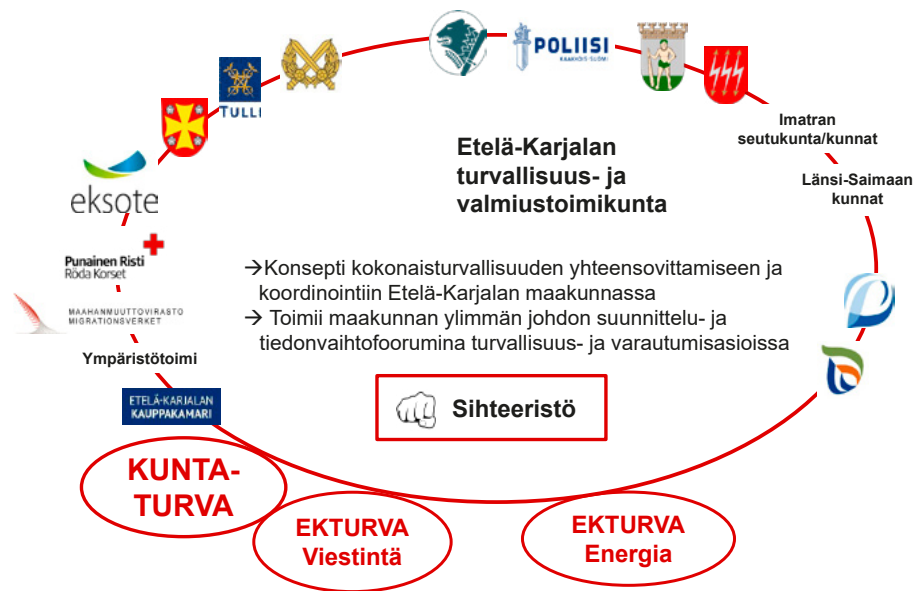 POLIISI
KAAKKOIS-SUOMI
TULLI
Imatran
seutukunta/kunnat
Etelä-Karjalan
turvallisuus- ja
valmiustoimikunta
Länsi-Saimaan
kunnat
eksote
Punainen Risti
Röda Korset
→Konsepti kokonaisturvallisuuden yhteensovittamiseen ja
koordinointiin Etelä-Karjalan maakunnassa
→ Toimii maakunnan ylimmän johdon suunnittelu- ja
tiedonvaihtofoorumina turvallisuus- ja varautumisasioissa
MAAHANMUUTTOVIRASTO
MIGRATIONSVERKET
Ympäristötoimi
ETELÄ-KARJALAN
KAUPPAKAMARI
Sihteeristö
KUNTA-
TURVA
EKTURVA
Viestintä
EKTURVA
Energia